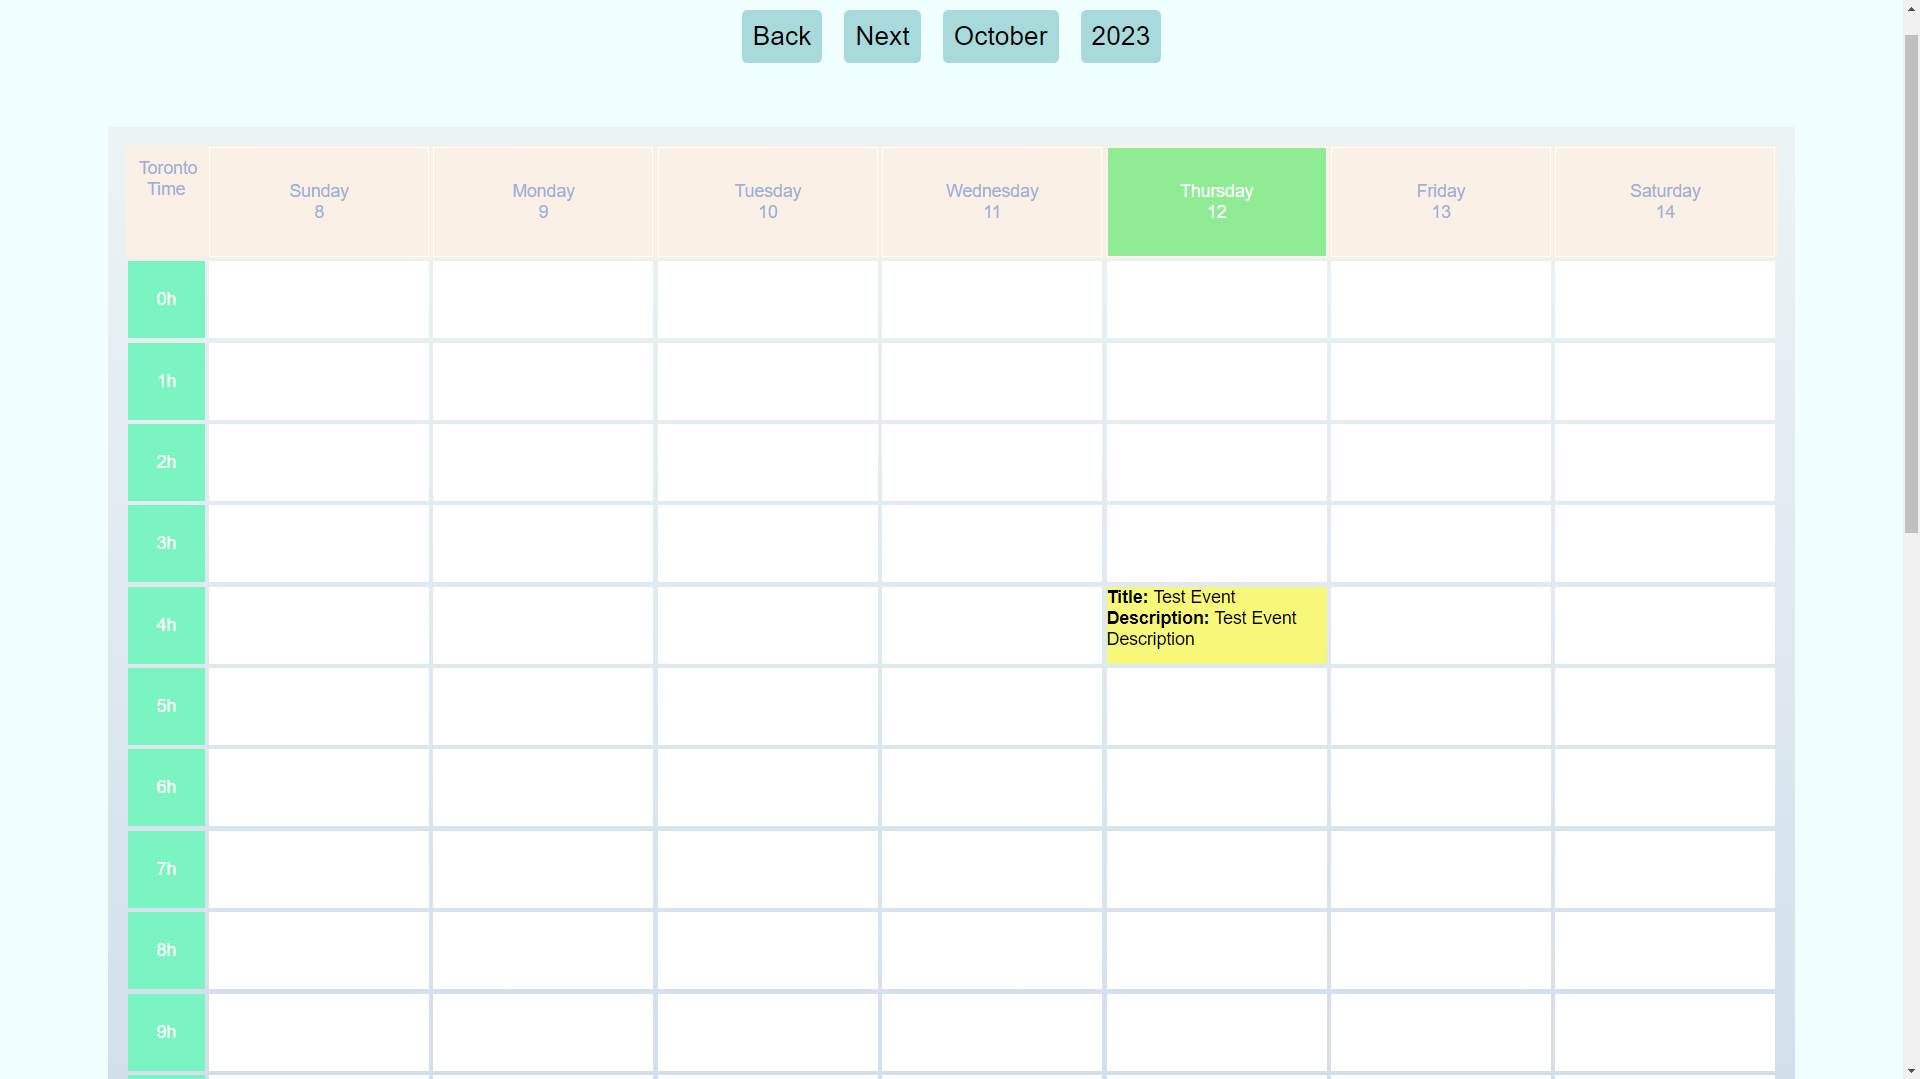 Back Next October 2023
Toronto
Time
Sunday
8
Monday
9
Tuesday
10
Wednesday
11
Thursday
12
Friday
13
Saturday
14
0h
1h
2h
3h
4h
Title: Test Event
Description: Test Event
Description
5h
6h
7h
8h
9h